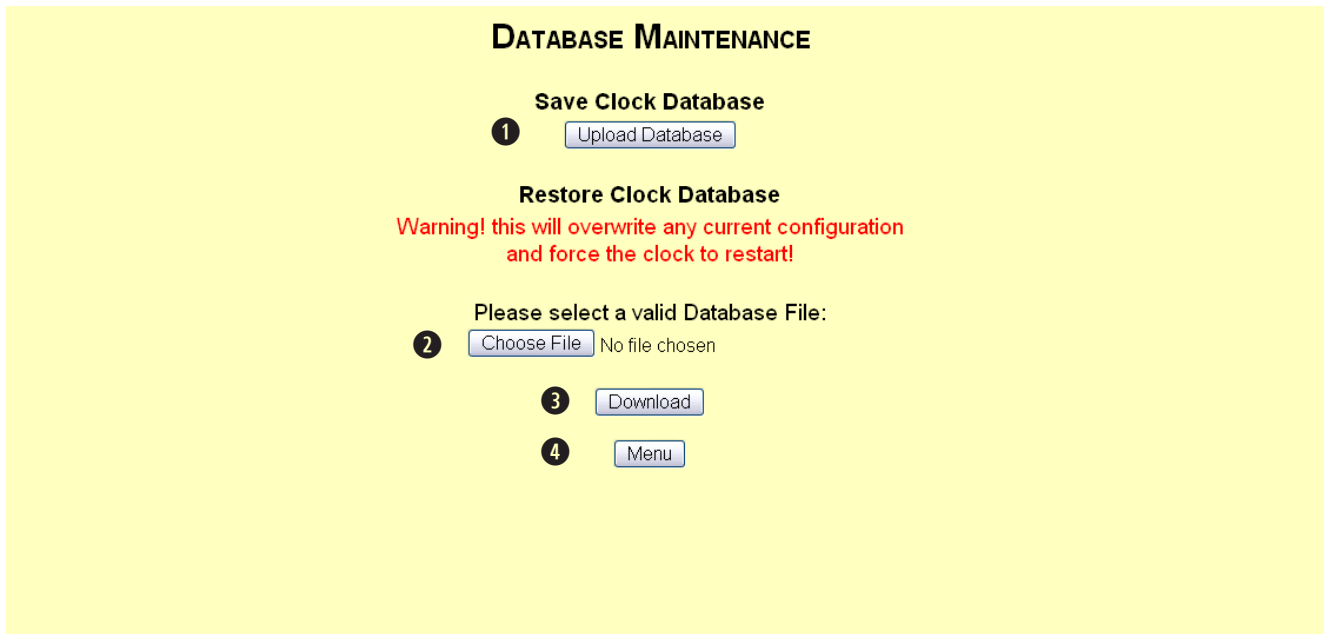 DATABASE MAINTENANCE
Save Clock Database
1 Upload Database
Restore Clock Database
Warning! this will overwrite any current configuration
and force the clock to restart!
Please select a valid Database File:
2 Choose File No file chosen
3 Download
4 Menu